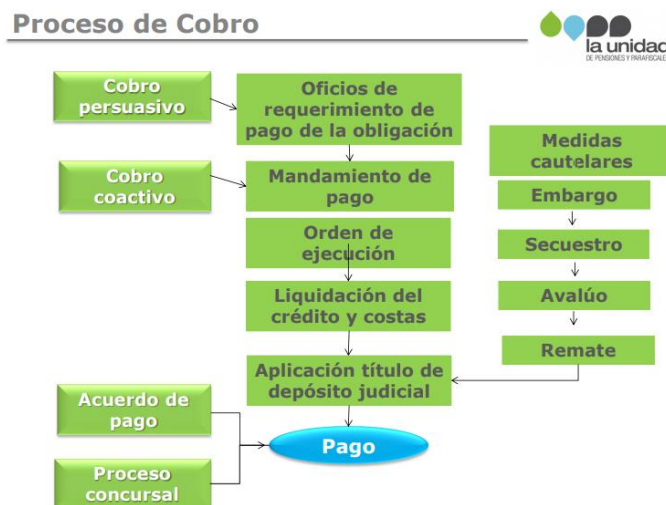 Proceso de Cobro
la unidad
DE PENSIONES Y PARAFISCALES
Cobro
persuasivo
Oficios de
requerimiento de
pago de la obligación
Cobro
coactivo
Mandamiento de
pago
Orden de
ejecución
Liquidación del
crédito y costas
Aplicación título de
depósito judicial
Medidas
cautelares
Embargo
Secuestro
Avalúo
Remate
Acuerdo de
pago
Proceso
concursal
Pago